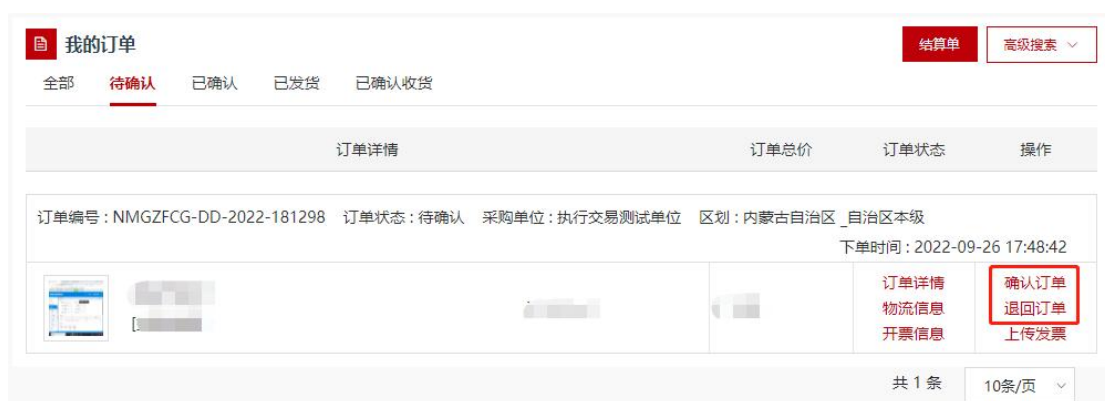 我的订单 结算单 高级搜索
全部 待确认 已确认 已发货 已确认收货
订单详情 订单总价 订单状态 操作
订单编号：NMGZFCG-DD-2022-181298 订单状态：待确认 采购单位：执行交易测试单位 区划：内蒙古自治区_自治区本级
下单时间：2022-09-26 17:48:42
订单详情 确认订单
物流信息 退回订单
开票信息 上传发票
共 1 条 10条/页